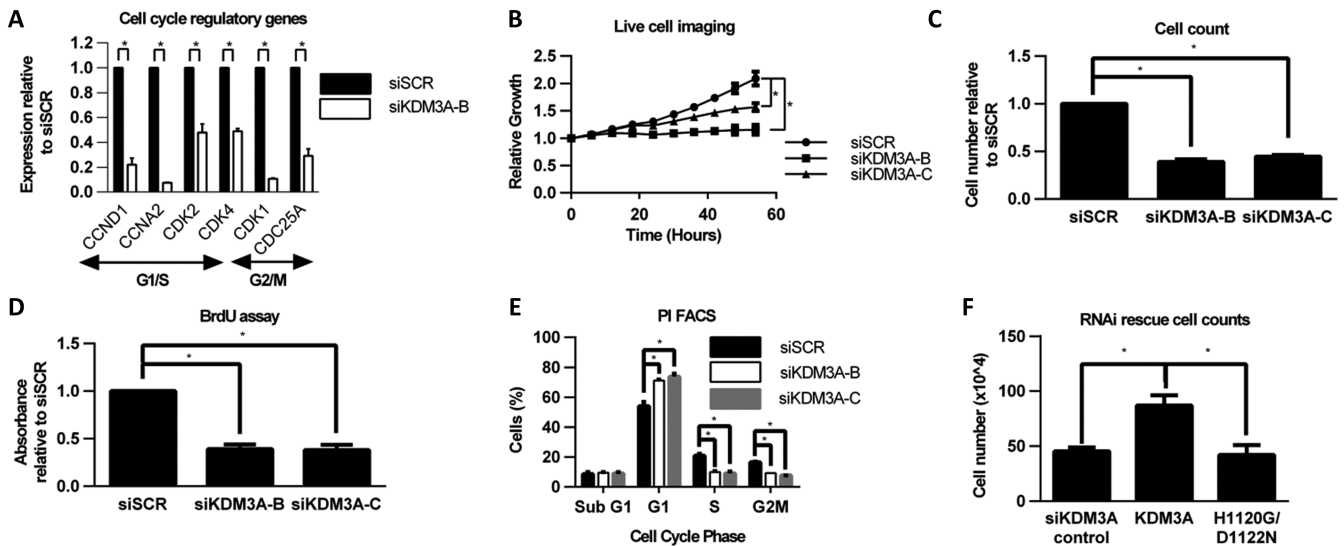 A
Cell cycle regulatory genes
Expression relative
to siSCR
1.2
1.0
0.8
0.6
0.4
0.2
0.0
* * * * * *
siSCR
siKDM3A-B
CCND1
CCNA2
CDK2
CDK4
CDK1
CDC25A
G1/S
G2/M
B
Live cell imaging
Relative Growth
2.5
2.0
1.5
1.0
0.5
0.0
*
*
0 20 40 60
Time (Hours)
siSCR
siKDM3A-B
siKDM3A-C
C
Cell count
Cell number relative
to siSCR
1.5
1.0
0.5
0.0
*
*
siSCR siKDM3A-B siKDM3A-C
D
BrdU assay
Absorbance
relative to siSCR
1.5
1.0
0.5
0.0
*
*
siSCR siKDM3A-B siKDM3A-C
E
PI FACS
Cells (%)
100
80
60
40
20
0
*
*
*
*
*
*
siSCR
siKDM3A-B
siKDM3A-C
Sub G1 G1 S G2M
Cell Cycle Phase
F
RNAi rescue cell counts
Cell number (x10^4)
150
100
50
0
* *
siKDM3A
control
KDM3A
H1120G/
D1122N